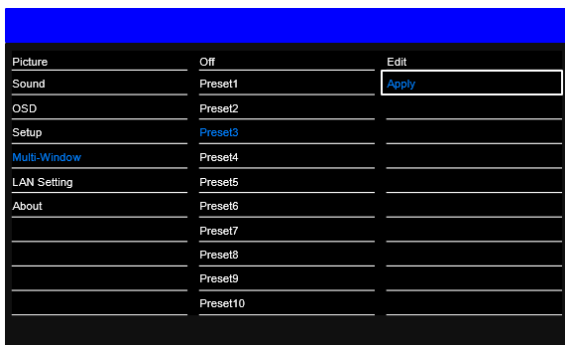 Picture
Sound
OSD
Setup
Multi-Window
LAN Setting
About
Off
Preset1
Preset2
Preset3
Preset4
Preset5
Preset6
Preset7
Preset8
Preset9
Preset10
Edit
Apply